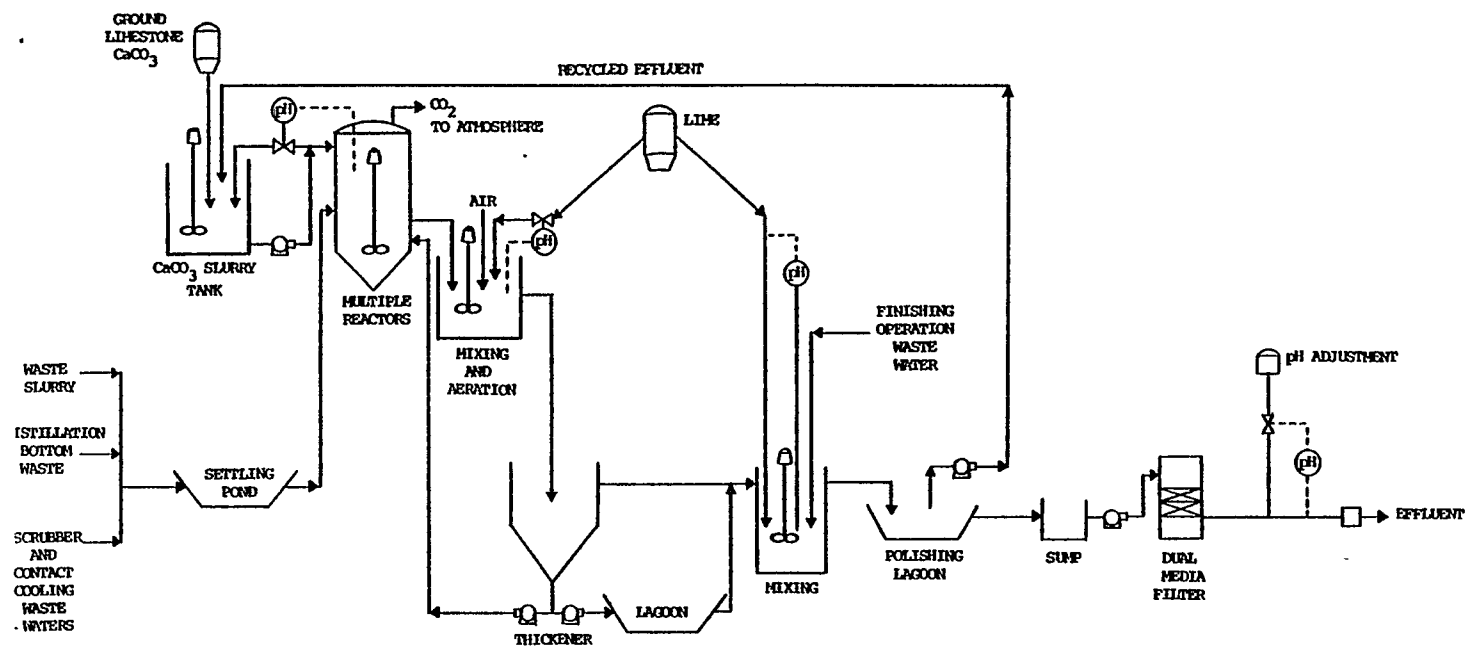 GROUND
LIMESTONE
CaCO3
RECYCLED EFFLUENT
pH
CO2
TO ATMOSPHERE
LIME
AIR
pH
CaCO3 SLURRY
TANK
MULTIPLE
REACTORS
pH
MIXING
AND
AERATION
FINISHING
OPERATION
WASTE
WATER
pH ADJUSTMENT
WASTE
SLURRY
ISTILLATION
BOTTOM
WASTE
SETTLING
POND
pH
SCRUBBER
AND
CONTACT
COOLING
WASTE
WATERS
EFFLUENT
POLISHING
LAGOON
SUMP
DUAL
MEDIA
FILTER
MIXING
LAGOON
THICKENER